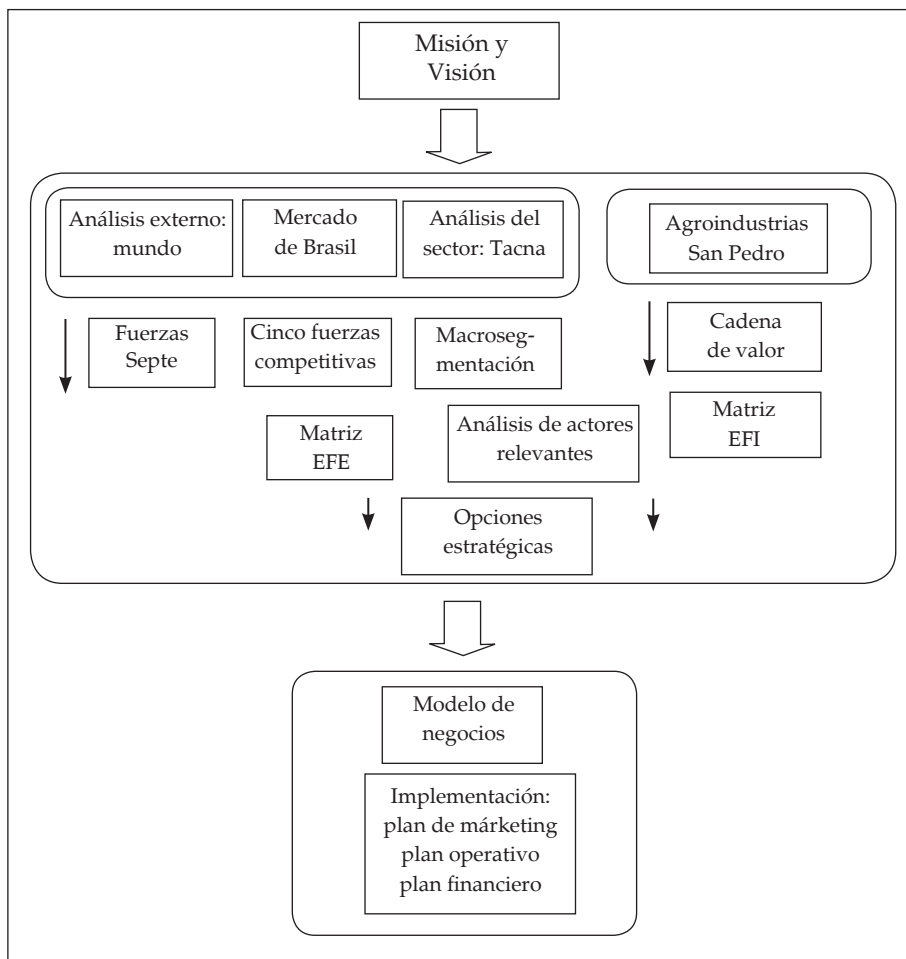 Misión y
Visión
Análisis externo:
mundo
Mercado
de Brasil
Análisis del
sector: Tacna
Agroindustrias
San Pedro
Fuerzas
Septe
Cinco fuerzas
competitivas
Macroseg-
mentación
Cadena
de valor
Matriz
EFE
Análisis de actores
relevantes
Matriz
EFI
Opciones
estratégicas
Modelo de
negocios
Implementación:
plan de márketing
plan operativo
plan financiero